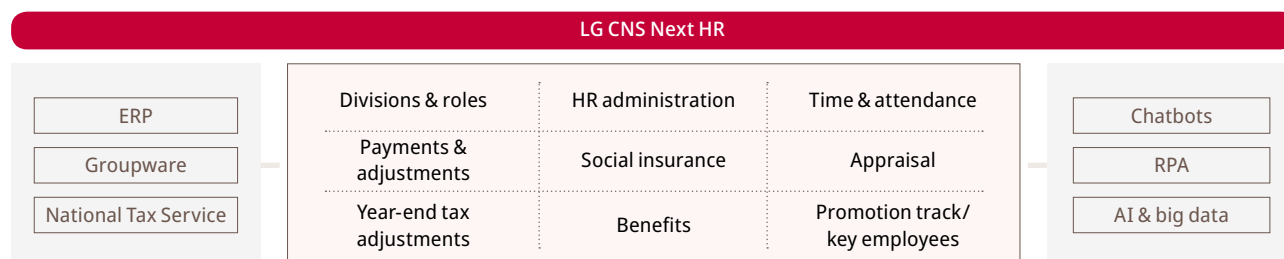 LG CNS Next HR
ERP
Groupware
National Tax Service
Divisions & roles
HR administration
Time & attendance
Payments &
adjustments
Social insurance
Appraisal
Year-end tax
adjustments
Benefits
Promotion track/
key employees
Chatbots
RPA
AI & big data